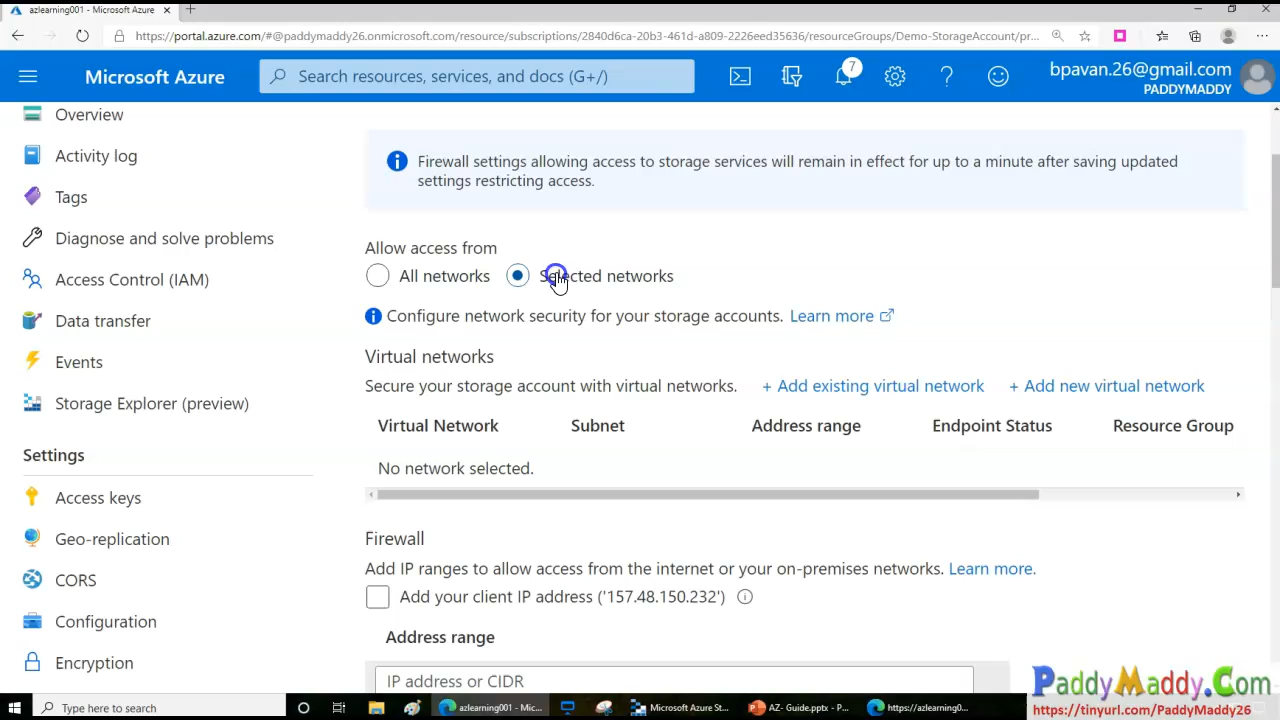 azlearning001 - Microsoft Azure
https://portal.azure.com/#@paddymaddy26.onmicrosoft.com/resource/subscriptions/2840d6ca-20b3-461d-a809-2226eed35636/resourceGroups/Demo-StorageAccount/pr...
Microsoft Azure
Search resources, services, and docs (G+/)
7
bpavan.26@gmail.com
PADDYMADDY
Overview
Activity log
Tags
Diagnose and solve problems
Access Control (IAM)
Data transfer
Events
Storage Explorer (preview)
Settings
Access keys
Geo-replication
CORS
Configuration
Encryption
Firewall settings allowing access to storage services will remain in effect for up to a minute after saving updated
settings restricting access.
Allow access from
All networks Selected networks
Configure network security for your storage accounts. Learn more
Virtual networks
Secure your storage account with virtual networks. + Add existing virtual network + Add new virtual network
Virtual Network Subnet Address range Endpoint Status Resource Group
No network selected.
Firewall
Add IP ranges to allow access from the internet or your on-premises networks. Learn more.
Add your client IP address ('157.48.150.232')
Address range
IP address or CIDR
PaddyMaddy.Com
https://tinyurl.com/PaddyMaddy26
Type here to search
azlearning001 - Mic...
Microsoft Azure St...
AZ- Guide.pptx - P...
https://azlearning0...